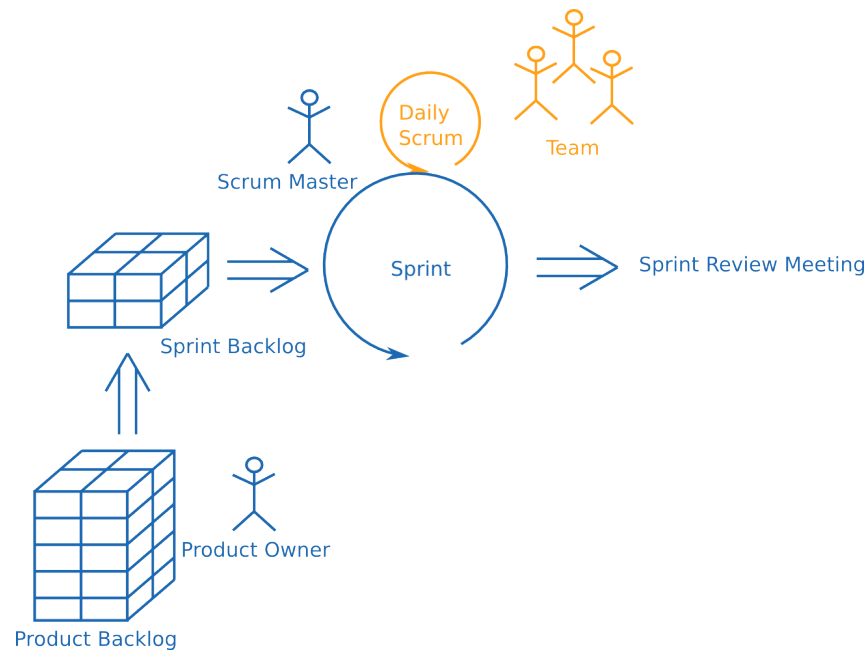 Daily
Scrum
Team
Scrum Master
Sprint
Sprint Review Meeting
Sprint Backlog
Product Owner
Product Backlog